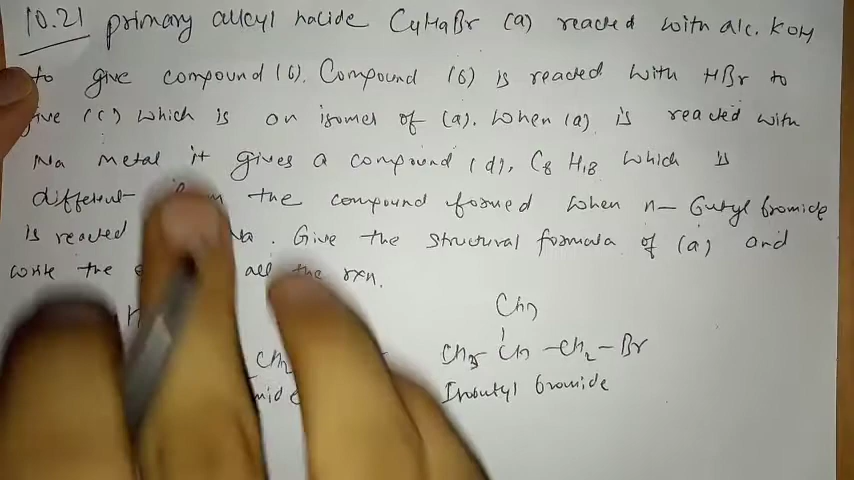 10.21 primary alkyl halide C4H9Br (a) reacted with alc. KOH
to give compound (b). Compound (b) is reacted with HBr to
give (c) which is an isomer of (a). When (a) is reacted with
Na metal it gives a compound (d), C8 H18 which is
different the compound formed when n-Butyl bromide
is reacted Na. Give the structural formula of (a) and
write the all the rxn.
CH3
CH3 CH -CH2-Br
CH2
Isobutyl bromide